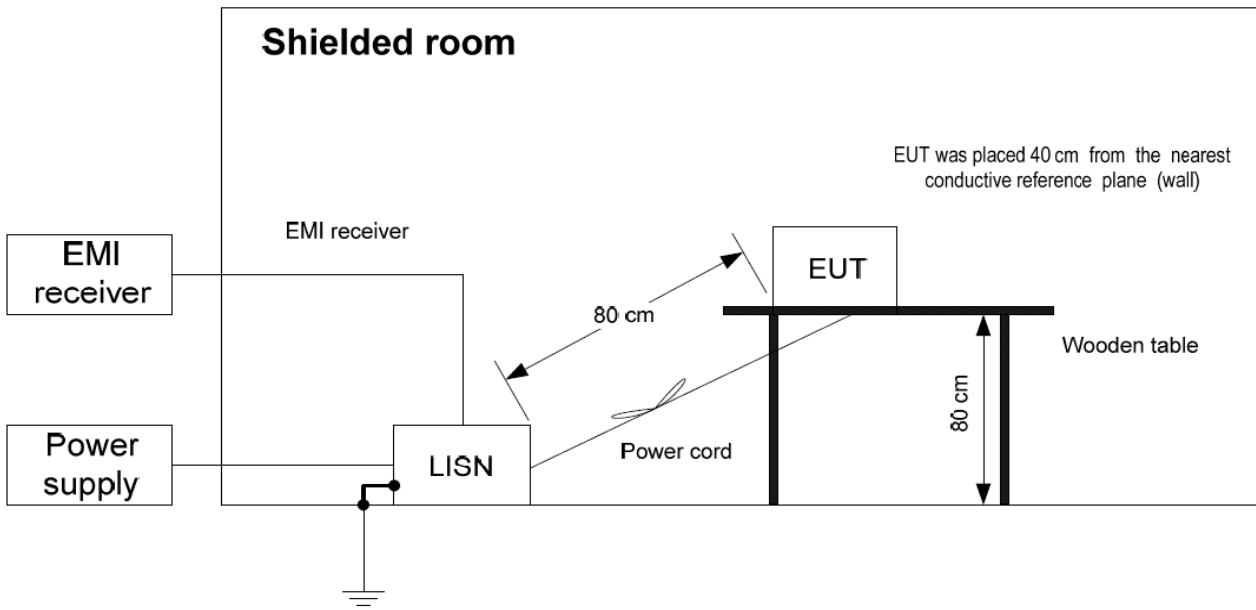 Shielded room
EUT was placed 40 cm from the nearest
conductive reference plane (wall)
EMI receiver
EMI
receiver
EUT
80 cm
Wooden table
80 cm
Power cord
Power
supply
LISN